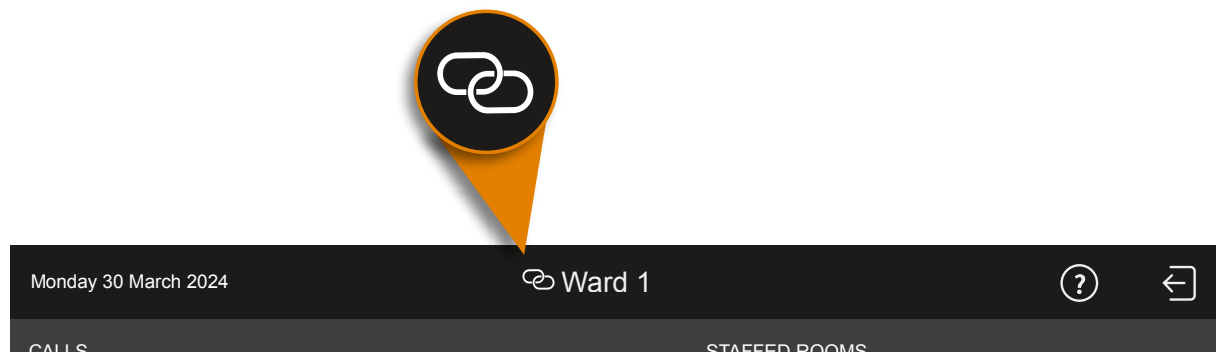 Monday 30 March 2024
Ward 1
?
CALLS
STAFFED ROOMS